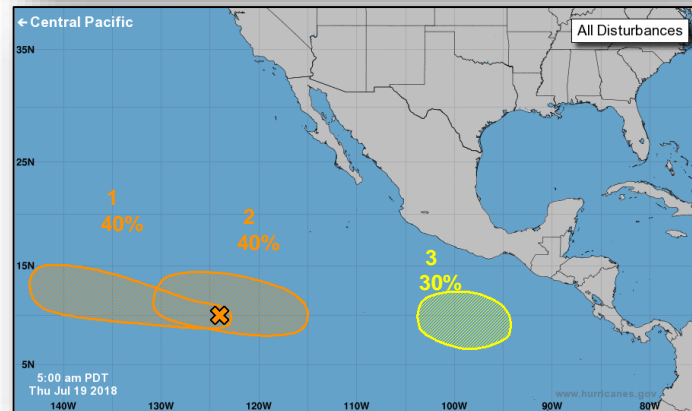 ← Central Pacific
All Disturbances
35N
25N
1
40%
2
40%
3
30%
15N
5N
5:00 am PDT
Thu Jul 19 2018
www.hurricanes.gov
140W 130W 120W 110W 100W 90W 80W